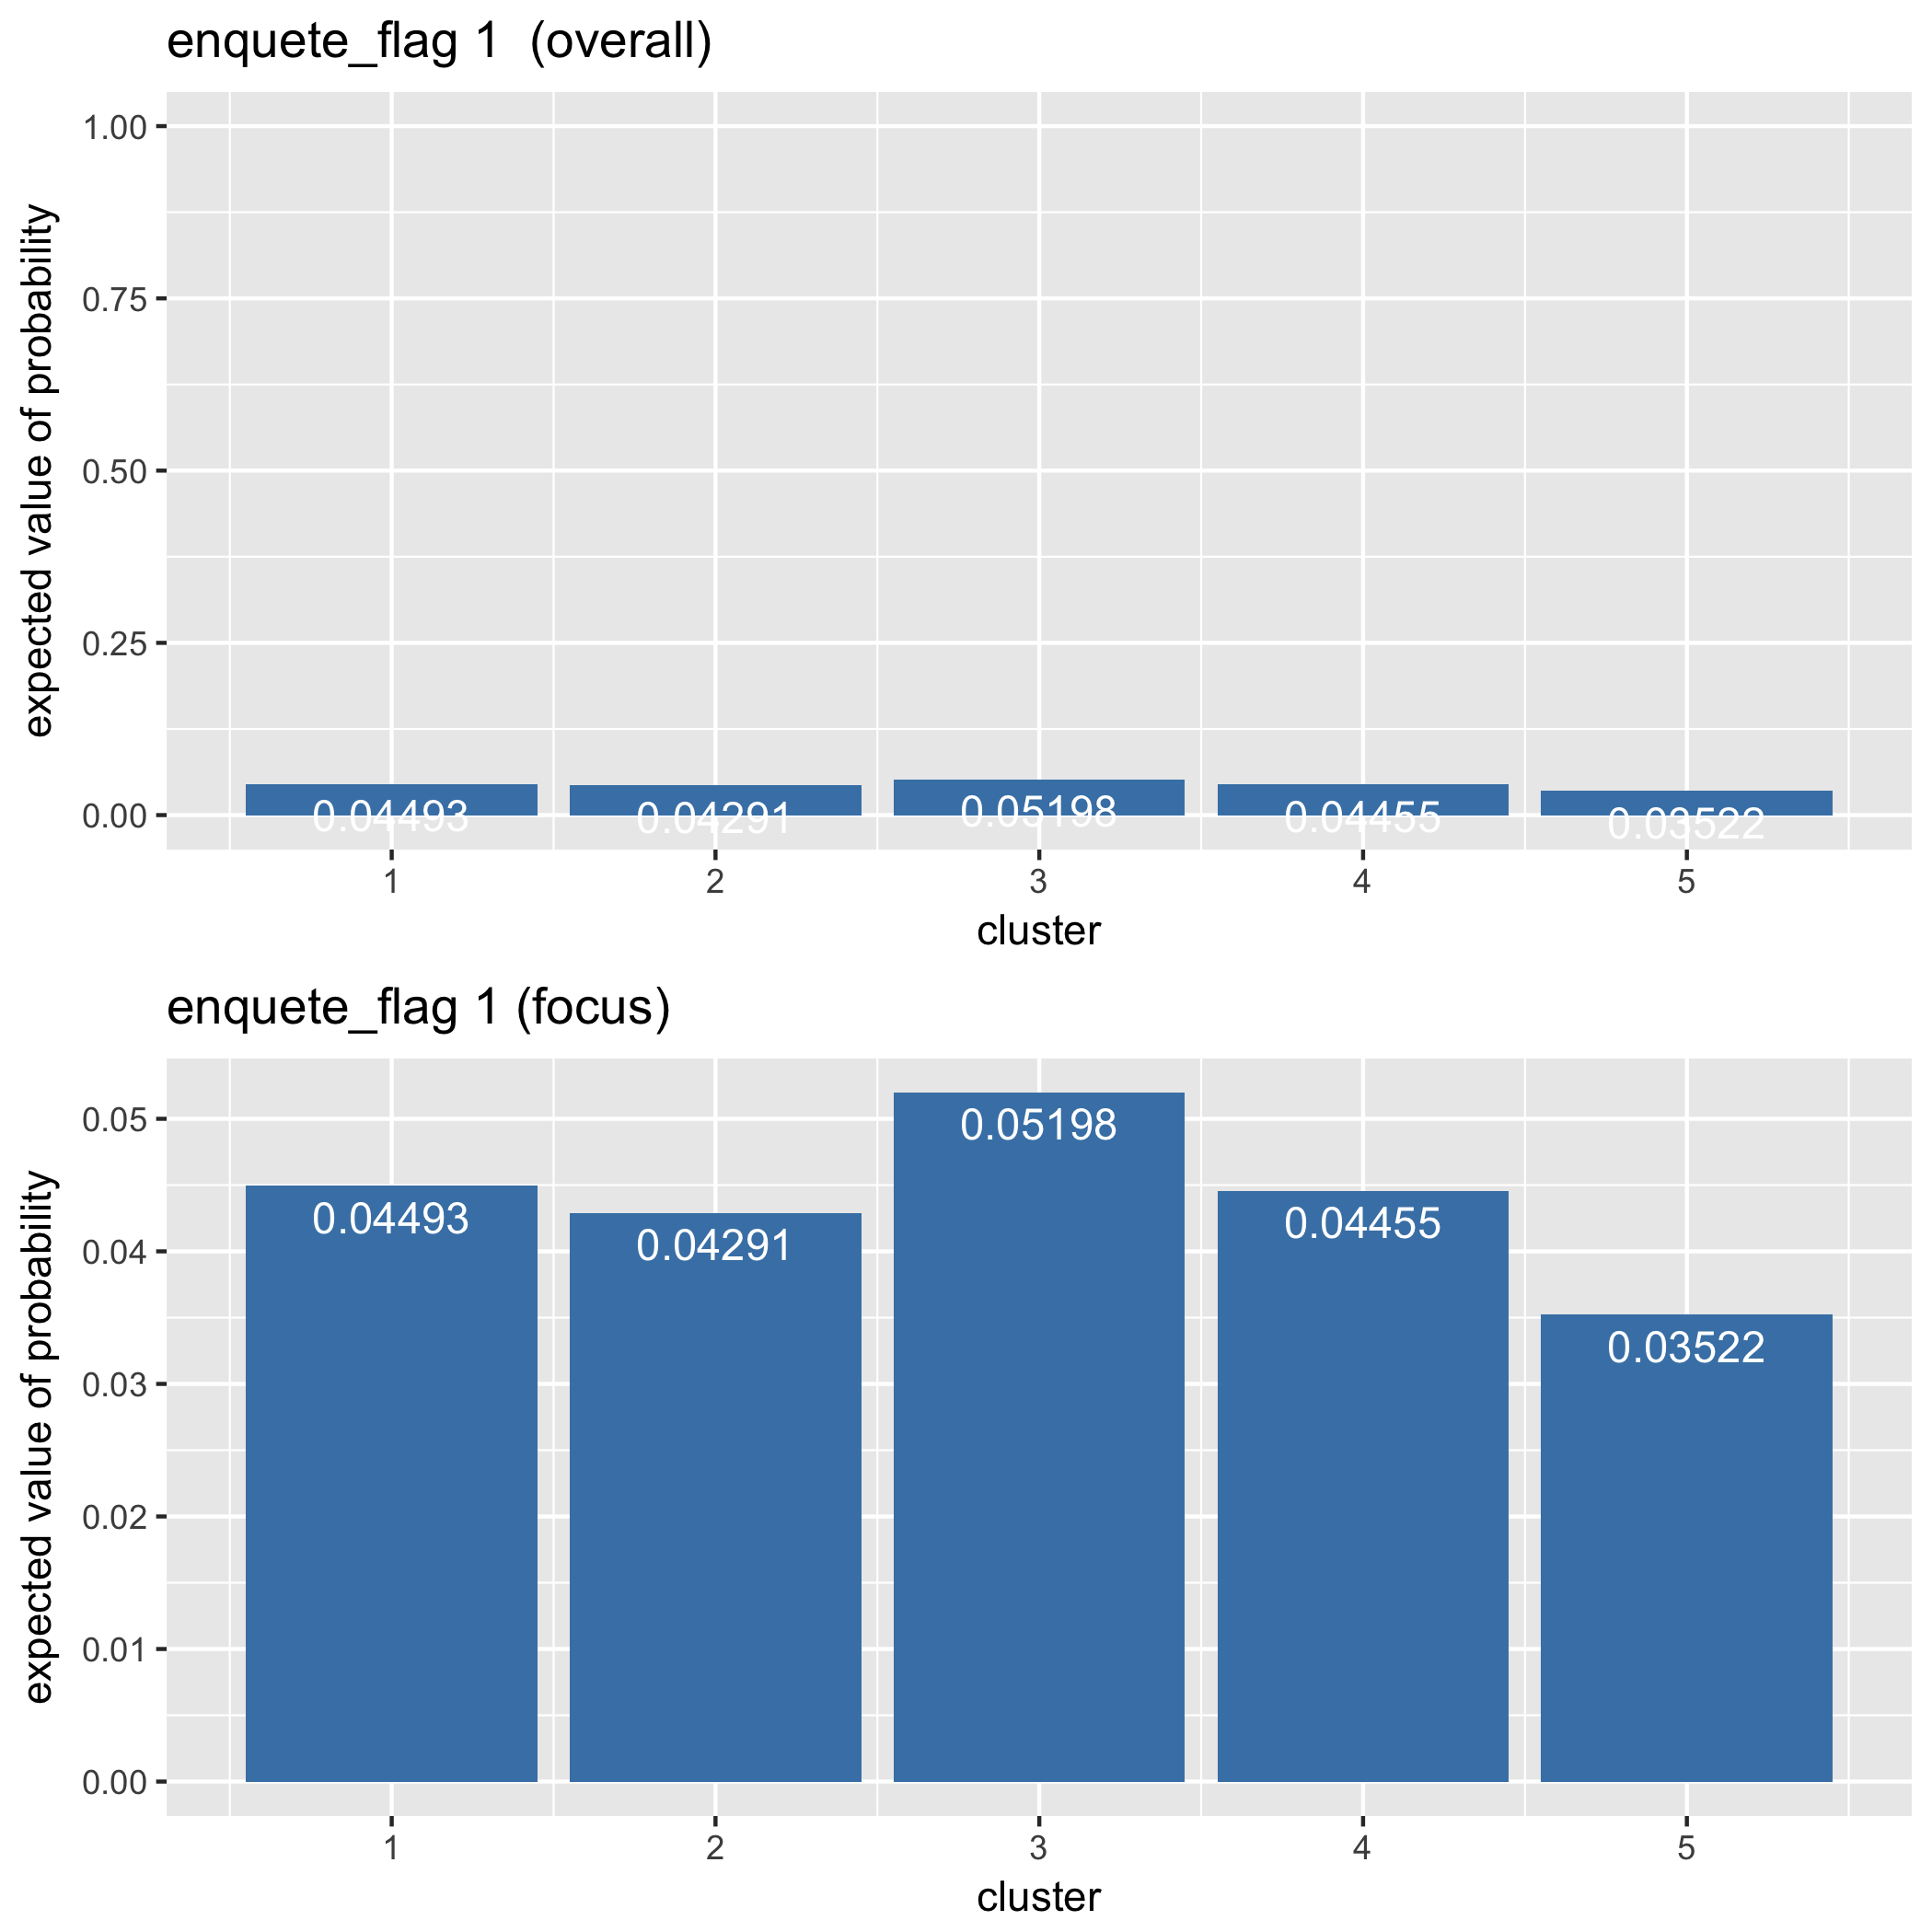 enquete_flag 1  (overall)
expected value of probability
1.00
0.75
0.50
0.25
0.00
0.04493
0.04291
0.05198
0.04455
0.03522
1 2 3 4 5
cluster
enquete_flag 1 (focus)
expected value of probability
0.05
0.04
0.03
0.02
0.01
0.00
0.04493
0.04291
0.05198
0.04455
0.03522
1 2 3 4 5
cluster